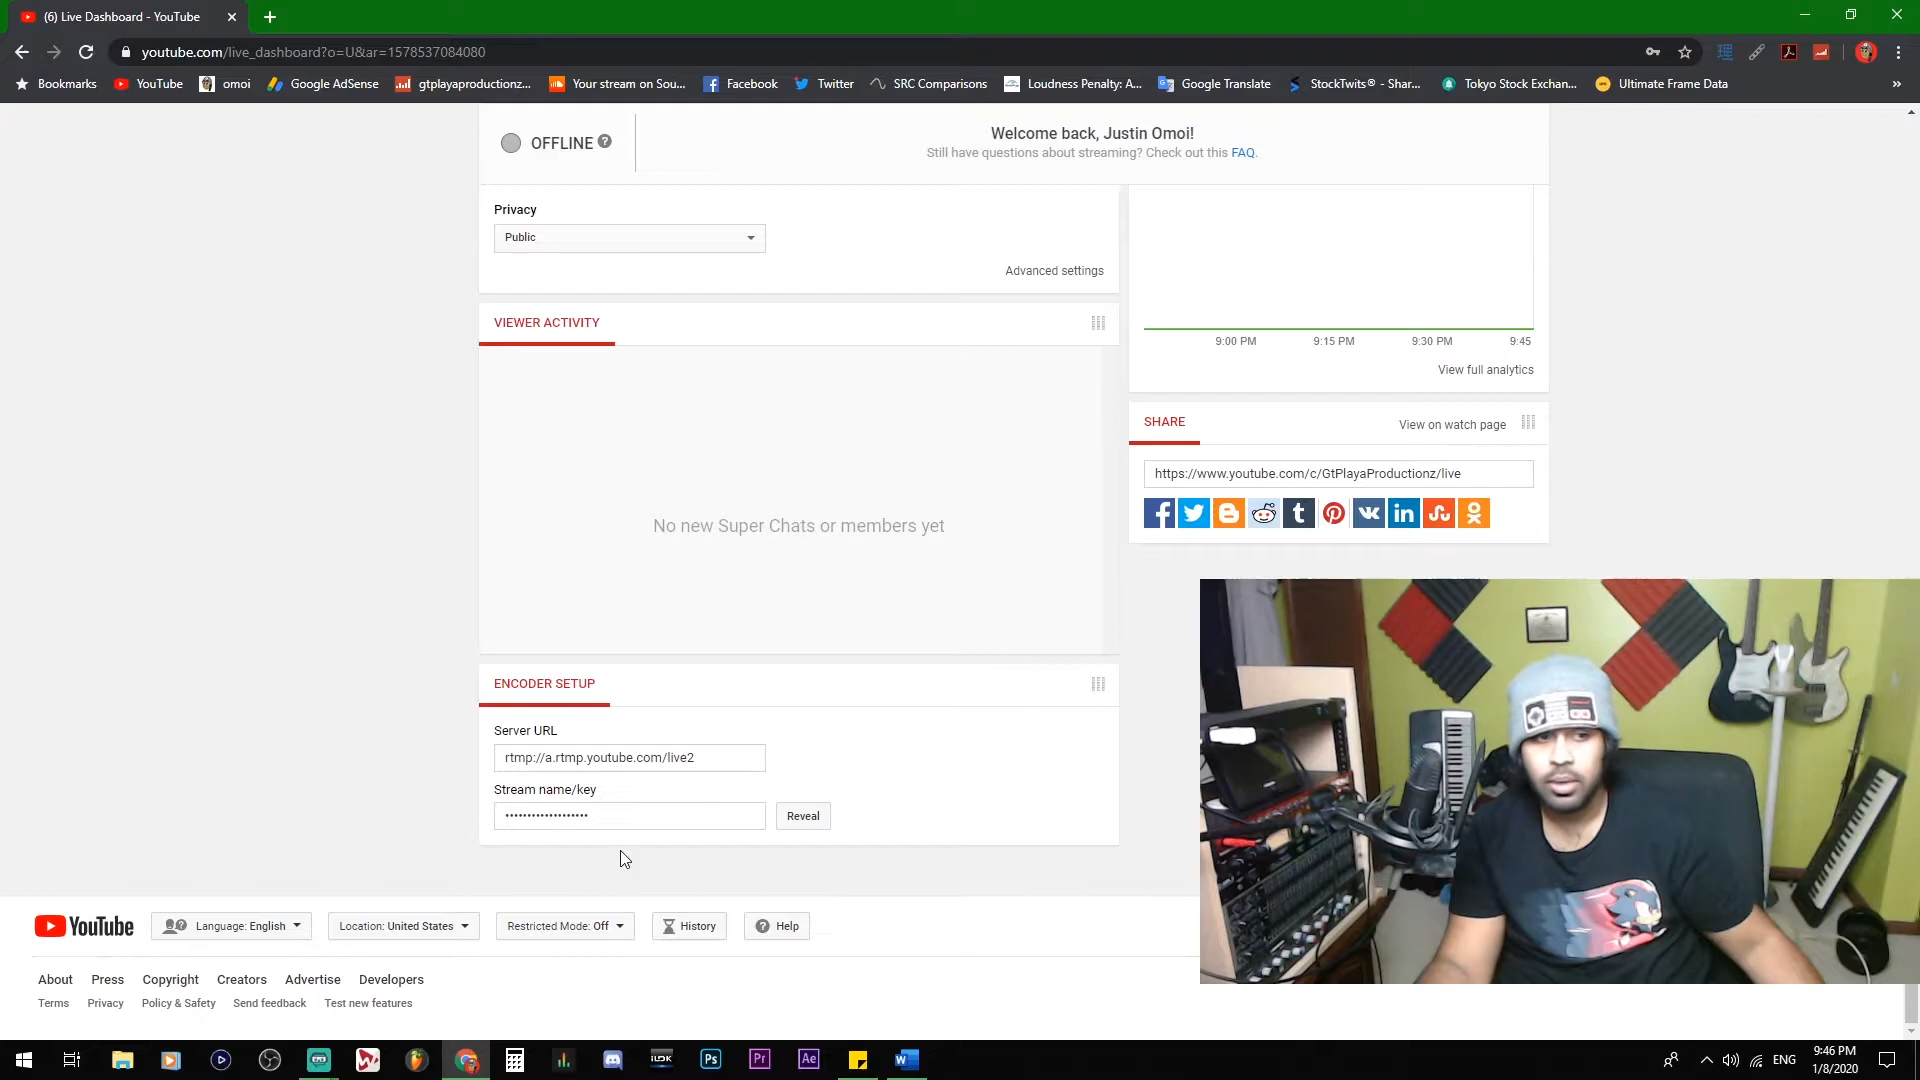 (6) Live Dashboard - YouTube
youtube.com/live_dashboard?o=U&ar=1578537084080
Bookmarks YouTube omoi Google AdSense gtplayaproductionz... Your stream on Sou... Facebook Twitter SRC Comparisons Loudness Penalty: A... Google Translate StockTwits® - Shar... Tokyo Stock Exchan... Ultimate Frame Data »
OFFLINE ?
Welcome back, Justin Omoi!
Still have questions about streaming? Check out this FAQ.
Privacy
Public
Advanced settings
VIEWER ACTIVITY
No new Super Chats or members yet
9:00 PM 9:15 PM 9:30 PM 9:45
View full analytics
SHARE
View on watch page
https://www.youtube.com/c/GtPlayaProductionz/live
ENCODER SETUP
Server URL
rtmp://a.rtmp.youtube.com/live2
Stream name/key
••••••••••••••••••• Reveal
YouTube Language: English Location: United States Restricted Mode: Off History Help
About Press Copyright Creators Advertise Developers
Terms Privacy Policy & Safety Send feedback Test new features
Ps Pr Ae
ENG
9:46 PM
1/8/2020